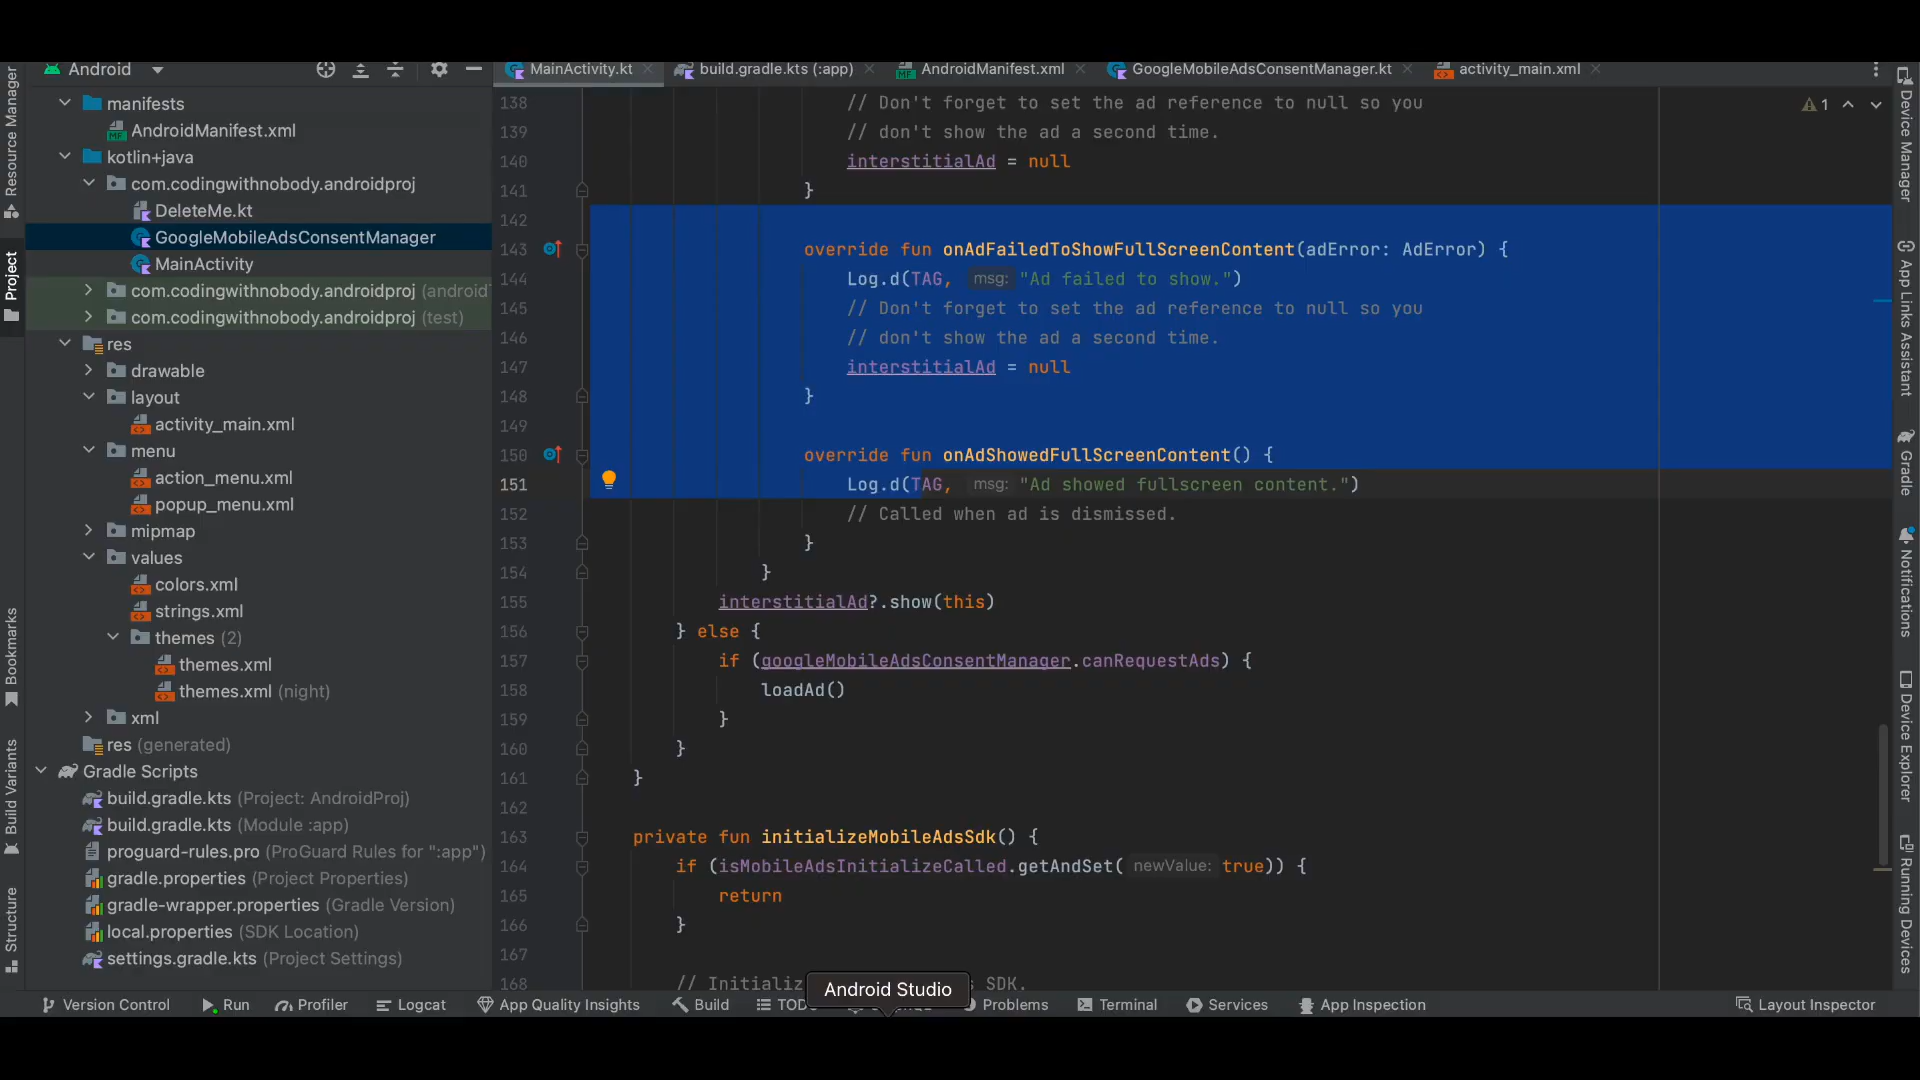 Android
MainActivity.kt
build.gradle.kts (:app)
AndroidManifest.xml
GoogleMobileAdsConsentManager.kt
activity_main.xml
Resource Manager
Project
Bookmarks
Build Variants
Structure
manifests
AndroidManifest.xml
kotlin+java
com.codingwithnobody.androidproj
DeleteMe.kt
GoogleMobileAdsConsentManager
MainActivity
com.codingwithnobody.androidproj (android
com.codingwithnobody.androidproj (test)
res
drawable
layout
activity_main.xml
menu
action_menu.xml
popup_menu.xml
mipmap
values
colors.xml
strings.xml
themes (2)
themes.xml
themes.xml (night)
xml
res (generated)
Gradle Scripts
build.gradle.kts (Project: AndroidProj)
build.gradle.kts (Module :app)
proguard-rules.pro (ProGuard Rules for ":app")
gradle.properties (Project Properties)
gradle-wrapper.properties (Gradle Version)
local.properties (SDK Location)
settings.gradle.kts (Project Settings)
138 // Don't forget to set the ad reference to null so you
139 // don't show the ad a second time.
140 interstitialAd = null
141 }
142
143 override fun onAdFailedToShowFullScreenContent(adError: AdError) {
144 Log.d(TAG, msg: "Ad failed to show.")
145 // Don't forget to set the ad reference to null so you
146 // don't show the ad a second time.
147 interstitialAd = null
148 }
149
150 override fun onAdShowedFullScreenContent() {
151 Log.d(TAG, msg: "Ad showed fullscreen content.")
152 // Called when ad is dismissed.
153 }
154 }
155 interstitialAd?.show(this)
156 } else {
157 if (googleMobileAdsConsentManager.canRequestAds) {
158 loadAd()
159 }
160 }
161 }
162
163 private fun initializeMobileAdsSdk() {
164 if (isMobileAdsInitializeCalled.getAndSet( newValue: true)) {
165 return
166 }
167
168 // Initializ SDK.
1
Device Manager
App Links Assistant
Gradle
Notifications
Device Explorer
Running Devices
Android Studio
Version Control
Run
Profiler
Logcat
App Quality Insights
Build
TODO
Problems
Terminal
Services
App Inspection
Layout Inspector